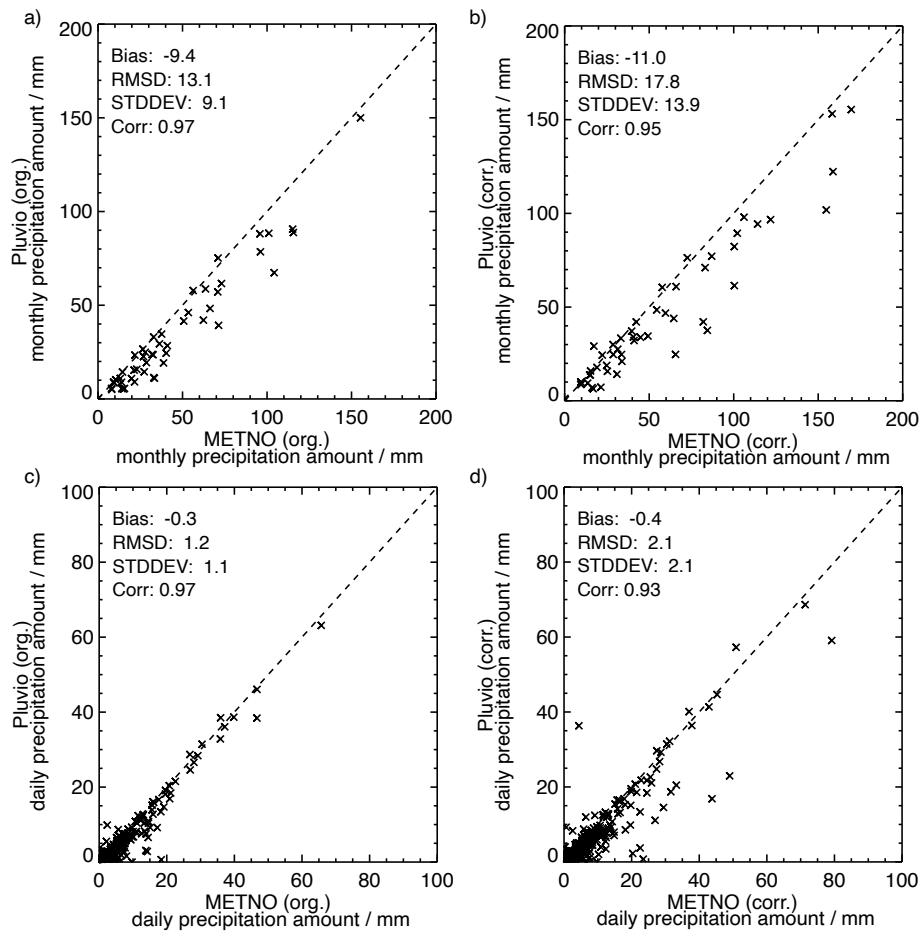 a)
200
150
100
50
0
0
50
100
150
200
Bias: -9.4
RMSD: 13.1
STDDEV: 9.1
Corr: 0.97
Pluvio (org.)
monthly precipitation amount / mm
METNO (org.)
monthly precipitation amount / mm
b)
200
150
100
50
0
0
50
100
150
200
Bias: -11.0
RMSD: 17.8
STDDEV: 13.9
Corr: 0.95
Pluvio (corr.)
monthly precipitation amount / mm
METNO (corr.)
monthly precipitation amount / mm
c)
100
80
60
40
20
0
0
20
40
60
80
100
Bias: -0.3
RMSD: 1.2
STDDEV: 1.1
Corr: 0.97
Pluvio (org.)
daily precipitation amount / mm
METNO (org.)
daily precipitation amount / mm
d)
100
80
60
40
20
0
0
20
40
60
80
100
Bias: -0.4
RMSD: 2.1
STDDEV: 2.1
Corr: 0.93
Pluvio (corr.)
daily precipitation amount / mm
METNO (corr.)
daily precipitation amount / mm